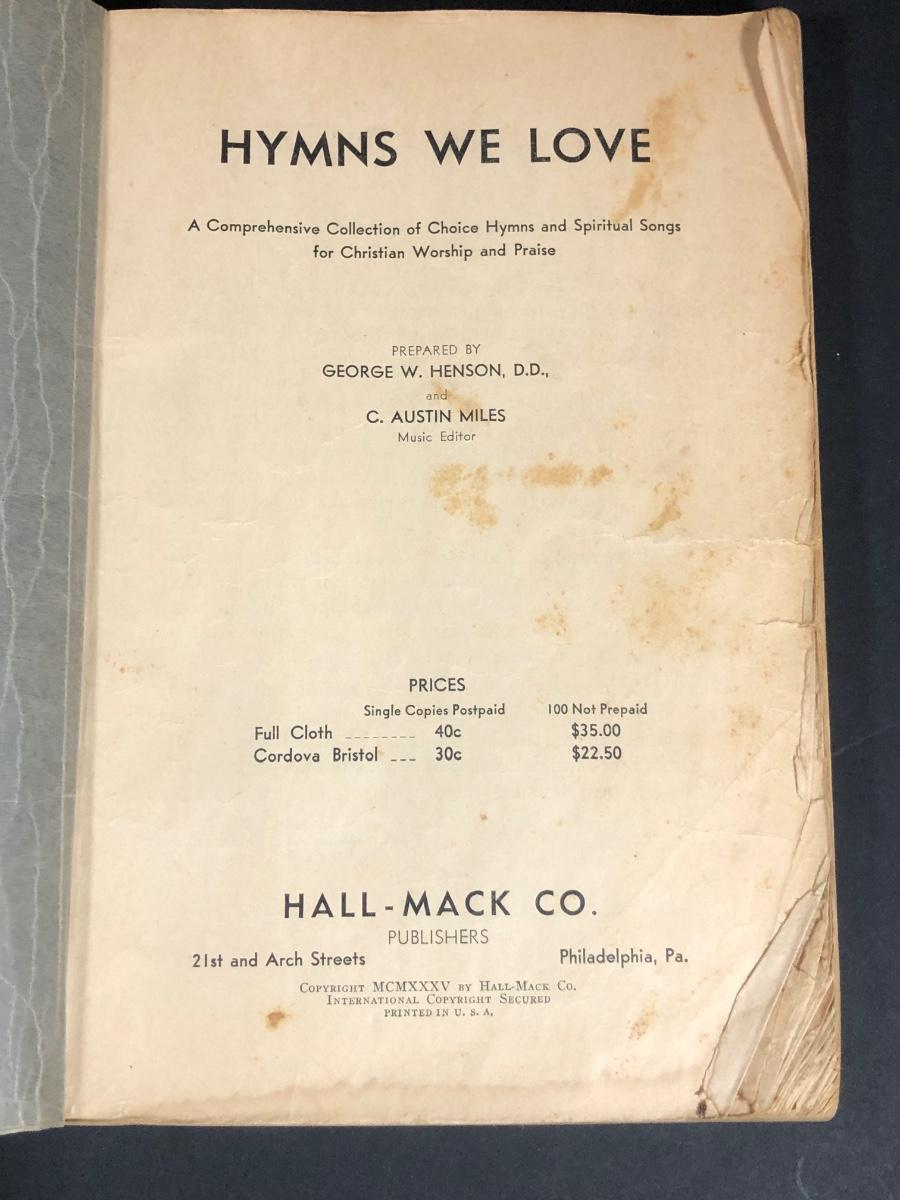 HYMNS WE LOVE
A Comprehensive Collection of Choice Hymns and Spiritual Songs
for Christian Worship and Praise
PREPARED BY
GEORGE W. HENSON, D.D.,
and
C. AUSTIN MILES
Music Editor
PRICES
Single Copies Postpaid 100 Not Prepaid
Full Cloth ________ 40c $35.00
Cordova Bristol ___ 30c $22.50
HALL-MACK CO.
PUBLISHERS
21st and Arch Streets Philadelphia, Pa.
COPYRIGHT MCMXXXV BY HALL-MACK CO.
INTERNATIONAL COPYRIGHT SECURED
PRINTED IN U. S. A.